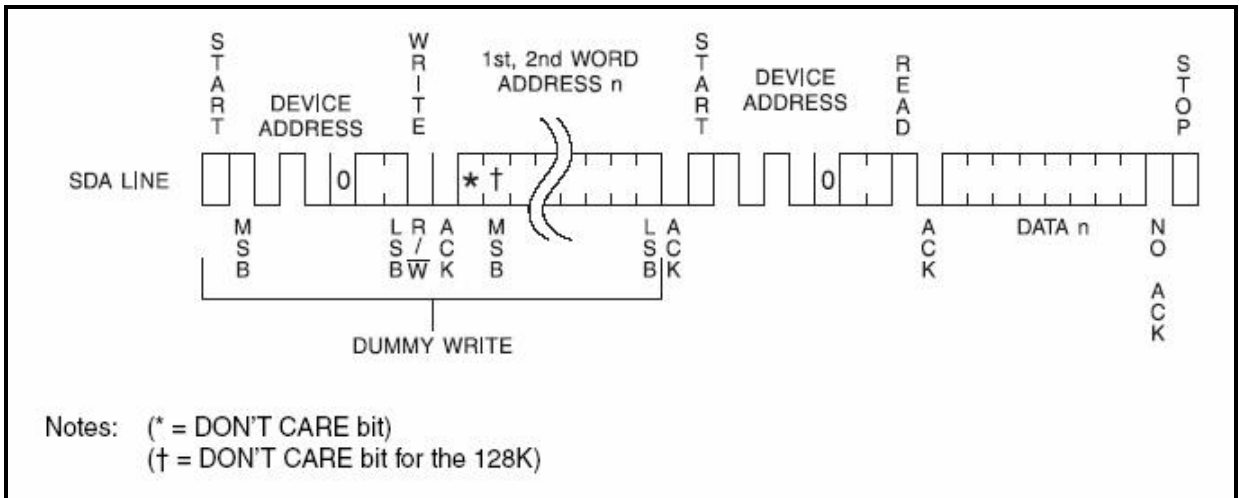 START
DEVICE
ADDRESS
WRITE
1st, 2nd WORD
ADDRESS n
START
DEVICE
ADDRESS
READ
STOP
SDA LINE
0
*
†
0
MSB
LSB
R/W
ACK
MSB
LSB
ACK
ACK
DATA n
NO ACK
DUMMY WRITE
Notes: (* = DON'T CARE bit)
(† = DON'T CARE bit for the 128K)